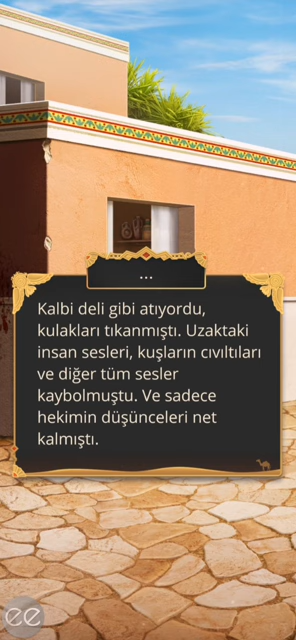 ...
Kalbi deli gibi atıyordu,
kulakları tıkanmıştı. Uzaktaki
insan sesleri, kuşların cıvıltıları
ve diğer tüm sesler
kaybolmuştu. Ve sadece
hekimin düşünceleri net
kalmıştı.
ee